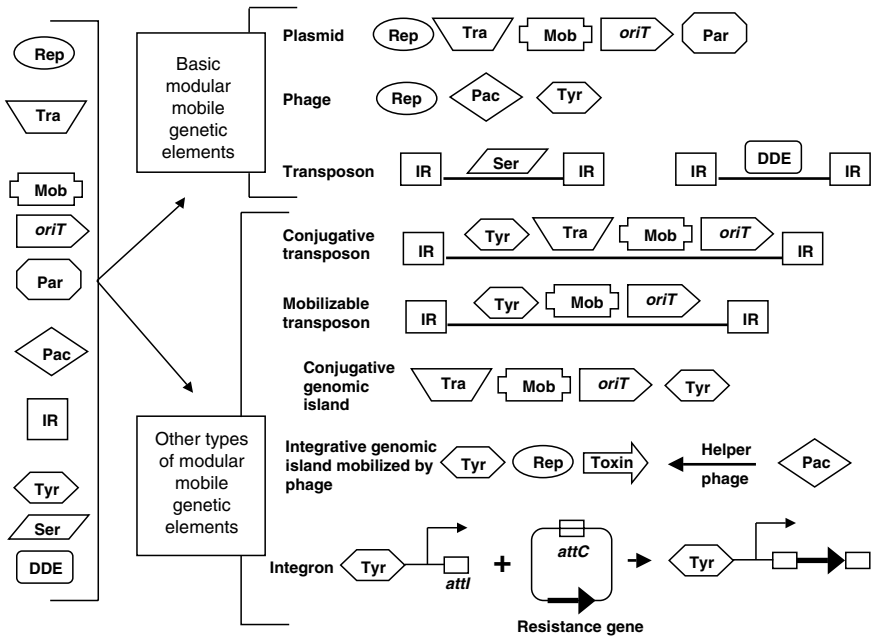 Rep
Tra
Mob
oriT
Par
Pac
IR
Tyr
Ser
DDE
Basic
modular
mobile
genetic
elements
Plasmid Rep Tra Mob oriT Par
Phage Rep Pac Tyr
Transposon IR Ser IR IR DDE IR
Other types
of modular
mobile
genetic
elements
Conjugative
transposon
IR Tyr Tra Mob oriT IR
Mobilizable
transposon
IR Tyr Mob oriT IR
Conjugative
genomic
island
Tra Mob oriT Tyr
Integrative genomic
island mobilized by
phage
Tyr Rep Toxin
Helper
phage
Pac
Integron Tyr attI + attC Tyr
Resistance gene